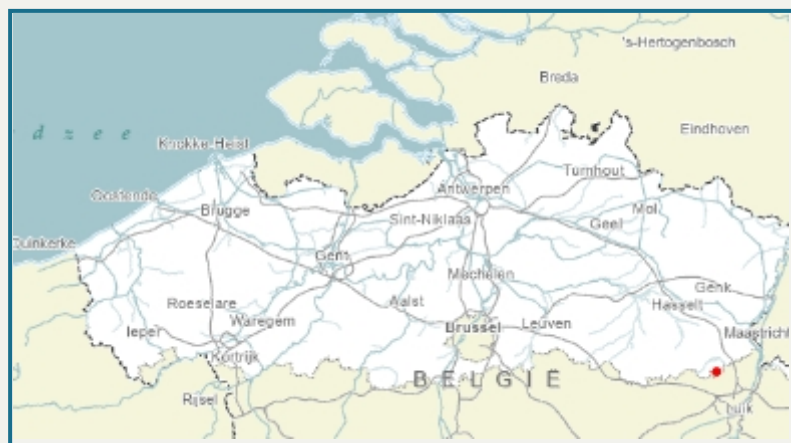 's-Hertogenbosch
Breda
d z e e
Eindhoven
Knokke-Heist
Turnhout
Antwerpen
Oostende
Brugge
Sint-Niklaas
Geel
Mol
Duinkerke
Gent
Mechelen
Genk
Roeselare
Aalst
Hasselt
Ieper
Waregem
Brussel
Leuven
Maastricht
Kortrijk
BELGIË
Rijsel
Luik